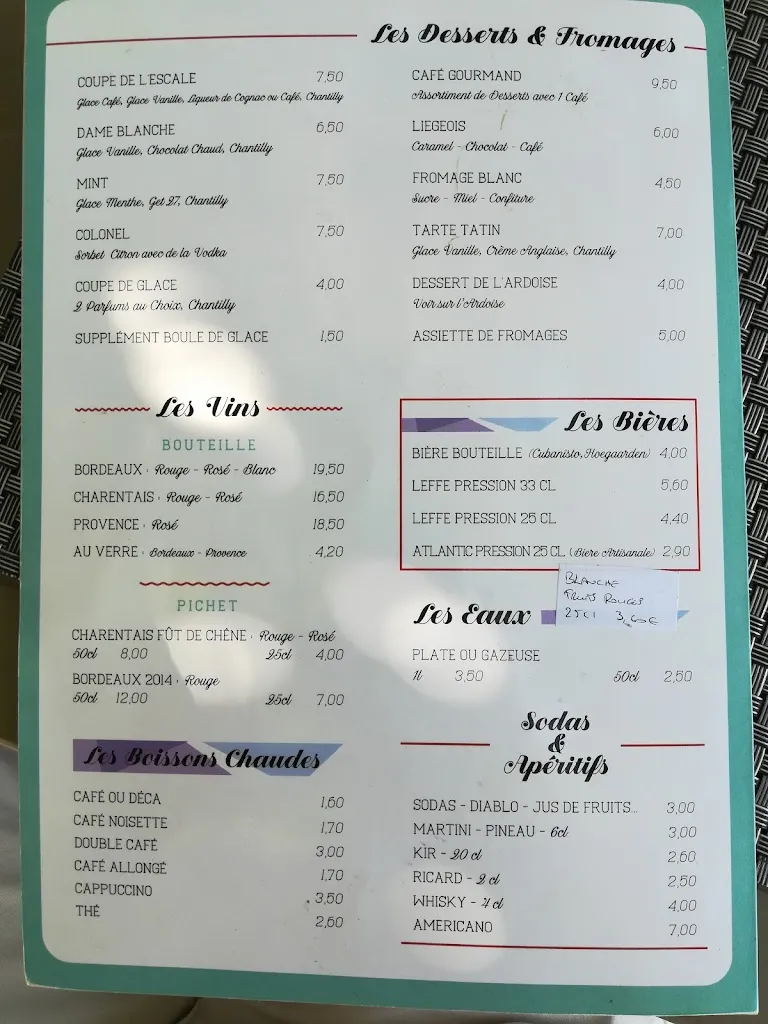 Les Desserts & Fromages
COUPE DE L'ESCALE 7,50
Glace Café, Glace Vanille, Liqueur de Cognac ou Café, Chantilly
DAME BLANCHE 6,50
Glace Vanille, Chocolat Chaud, Chantilly
MINT 7,50
Glace Menthe, Get 27, Chantilly
COLONEL 7,50
Sorbet Citron avec de la Vodka
COUPE DE GLACE 4,00
2 Parfums au Choix, Chantilly
SUPPLÉMENT BOULE DE GLACE 1,50
CAFÉ GOURMAND 9,50
Assortiment de Desserts avec 1 Café
LIEGEOIS 6,00
Caramel - Chocolat - Café
FROMAGE BLANC 4,50
Sucre - Miel - Confiture
TARTE TATIN 7,00
Glace Vanille, Crème Anglaise, Chantilly
DESSERT DE L'ARDOISE 4,00
Voir sur l'Ardoise
ASSIETTE DE FROMAGES 5,00
Les Vins
BOUTEILLE
BORDEAUX · Rouge - Rosé - Blanc 19,50
CHARENTAIS · Rouge - Rosé 16,50
PROVENCE · Rosé 18,50
AU VERRE · Bordeaux - Provence 4,20
PICHET
CHARENTAIS FÛT DE CHÊNE · Rouge - Rosé
50cl 8,00 25cl 4,00
BORDEAUX 2014 · Rouge
50cl 12,00 25cl 7,00
Les Boissons Chaudes
CAFÉ OU DÉCA 1,60
CAFÉ NOISETTE 1,70
DOUBLE CAFÉ 3,00
CAFÉ ALLONGÉ 1,70
CAPPUCCINO 3,50
THÉ 2,60
Les Bières
BIÈRE BOUTEILLE (Cubanisto, Hoegaarden) 4,00
LEFFE PRESSION 33 CL 5,60
LEFFE PRESSION 25 CL 4,40
ATLANTIC PRESSION 25 CL (Biere Artisanale) 2,90
BLANCHE
FRUITS ROUGES
25Cl 3,60€
Les Eaux
PLATE OU GAZEUSE
1l 3,50 50cl 2,50
Sodas
&
Apéritifs
SODAS - DIABLO - JUS DE FRUITS... 3,00
MARTINI - PINEAU - 6cl 3,00
KIR - 20 cl 2,60
RICARD - 2 cl 2,50
WHISKY - 4 cl 4,00
AMERICANO 7,00